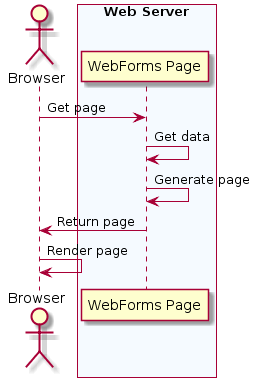 Web Server
Browser
WebForms Page
Get page
Get data
Generate page
Return page
Render page
Browser
WebForms Page